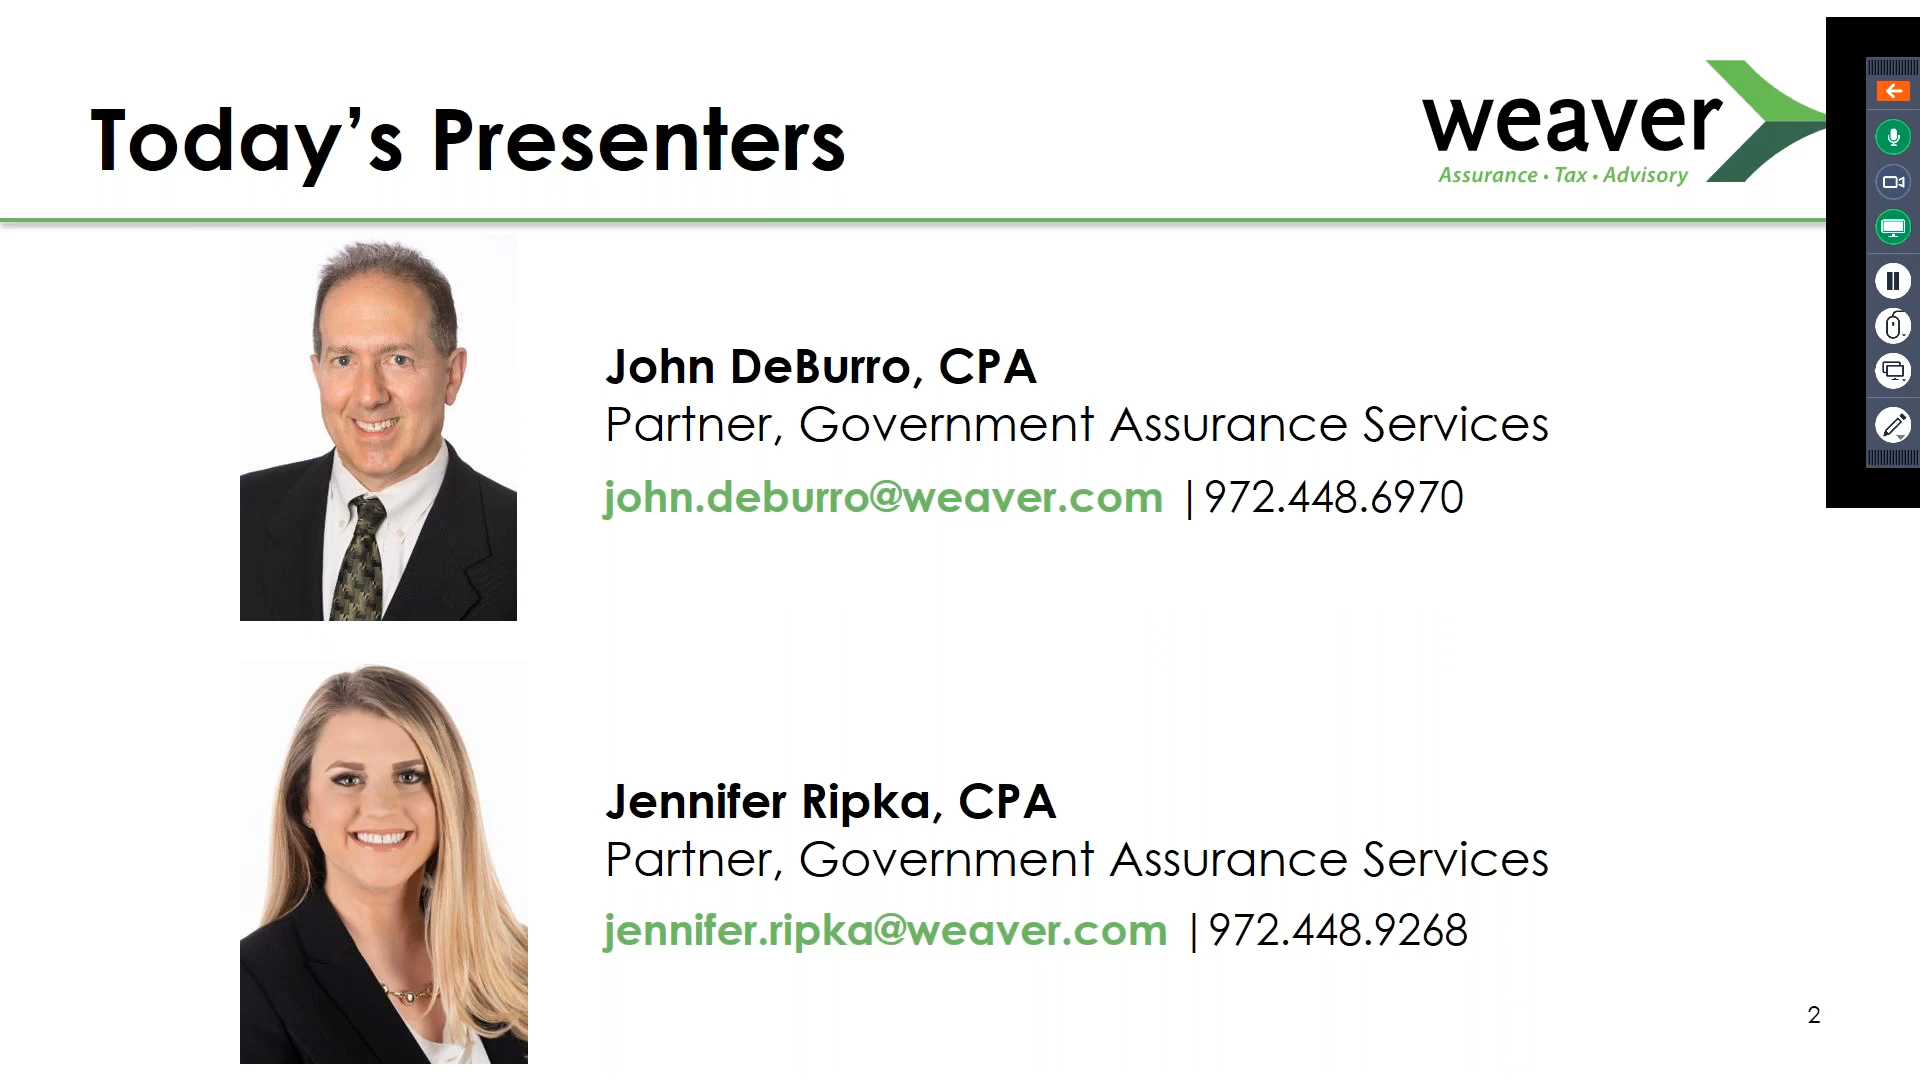 Today’s Presenters
weaver
Assurance • Tax • Advisory
John DeBurro, CPA
Partner, Government Assurance Services
john.deburro@weaver.com |972.448.6970
Jennifer Ripka, CPA
Partner, Government Assurance Services
jennifer.ripka@weaver.com |972.448.9268
2